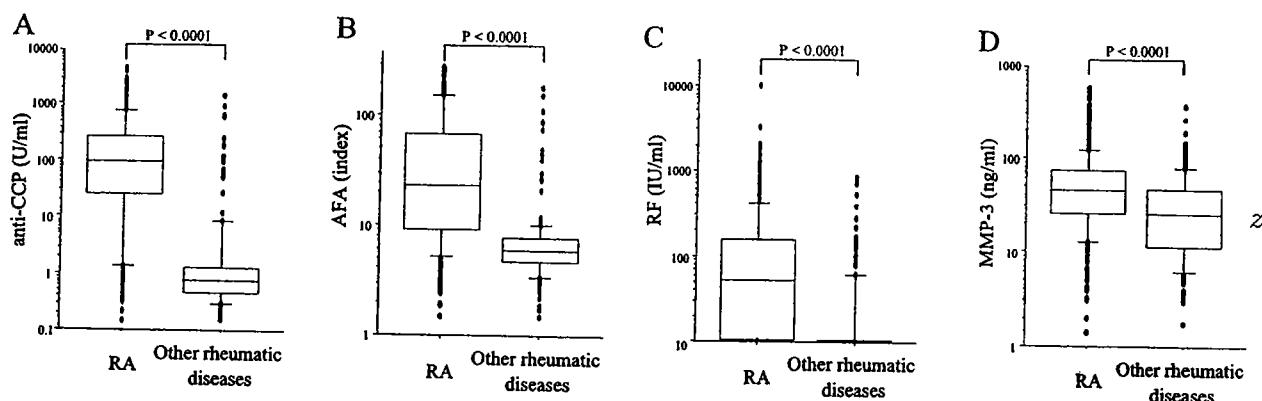 A
P < 0.0001
anti-CCP (U/ml)
10000
1000
100
10
1
0.1
RA
Other rheumatic
diseases
B
P < 0.0001
AFA (index)
100
10
1
RA
Other rheumatic
diseases
C
P < 0.0001
RF (IU/ml)
10000
1000
100
10
RA
Other rheumatic
diseases
D
P < 0.0001
MMP-3 (ng/ml)
1000
100
10
1
RA
Other rheumatic
diseases
z